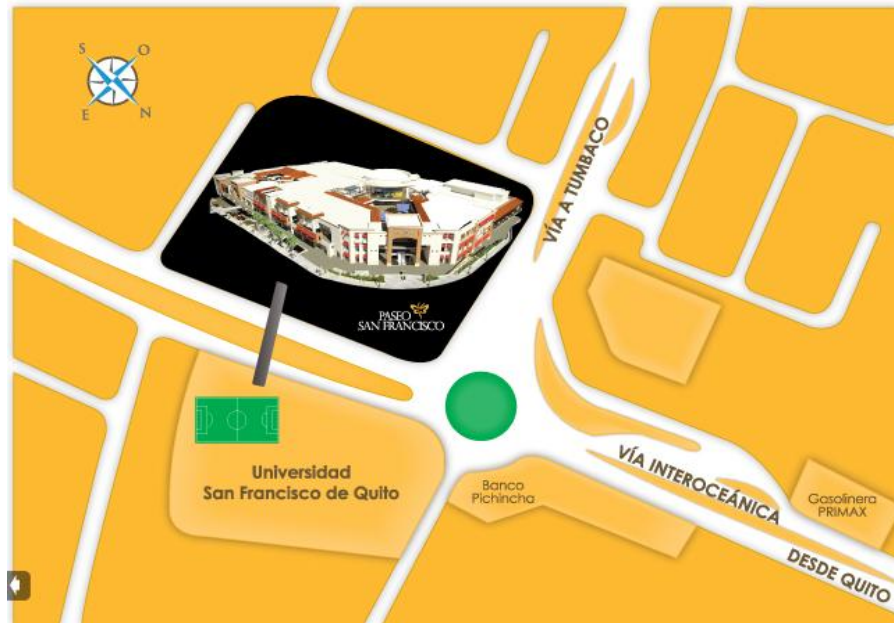 S O
E N
VÍA A TUMBACO
PASEO
SAN FRANCISCO
Universidad
San Francisco de Quito
Banco
Pichincha
VÍA INTEROCEÁNICA
Gasolinera
PRIMAX
DESDE QUITO